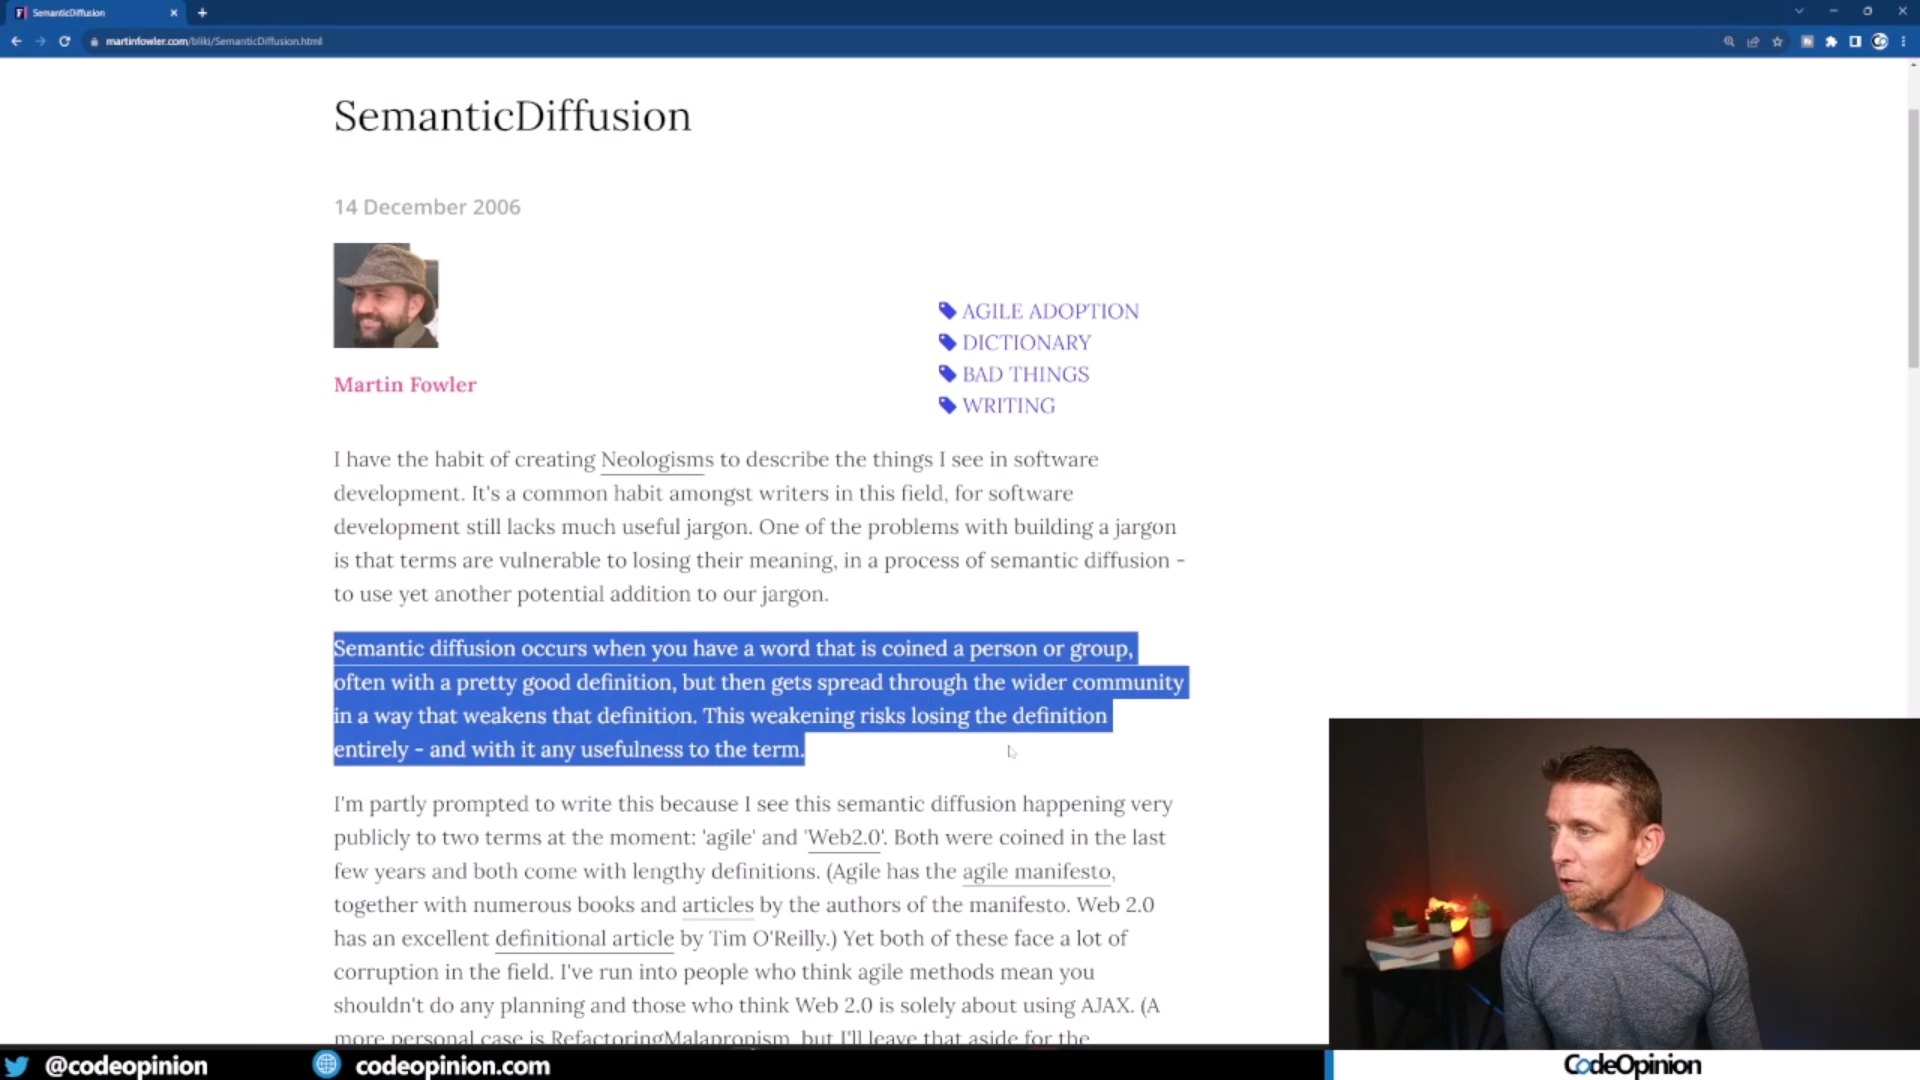 SemanticDiffusion
martinfowler.com/bliki/SemanticDiffusion.html
SemanticDiffusion
14 December 2006
AGILE ADOPTION
DICTIONARY
BAD THINGS
WRITING
Martin Fowler
I have the habit of creating Neologisms to describe the things I see in software
development. It's a common habit amongst writers in this field, for software
development still lacks much useful jargon. One of the problems with building a jargon
is that terms are vulnerable to losing their meaning, in a process of semantic diffusion -
to use yet another potential addition to our jargon.
Semantic diffusion occurs when you have a word that is coined a person or group,
often with a pretty good definition, but then gets spread through the wider community
in a way that weakens that definition. This weakening risks losing the definition
entirely - and with it any usefulness to the term.
I'm partly prompted to write this because I see this semantic diffusion happening very
publicly to two terms at the moment: 'agile' and 'Web2.0'. Both were coined in the last
few years and both come with lengthy definitions. (Agile has the agile manifesto,
together with numerous books and articles by the authors of the manifesto. Web 2.0
has an excellent definitional article by Tim O'Reilly.) Yet both of these face a lot of
corruption in the field. I've run into people who think agile methods mean you
shouldn't do any planning and those who think Web 2.0 is solely about using AJAX. (A
more personal case is RefactoringMalapropism, but I'll leave that aside for the
@codeopinion
codeopinion.com
CodeOpinion